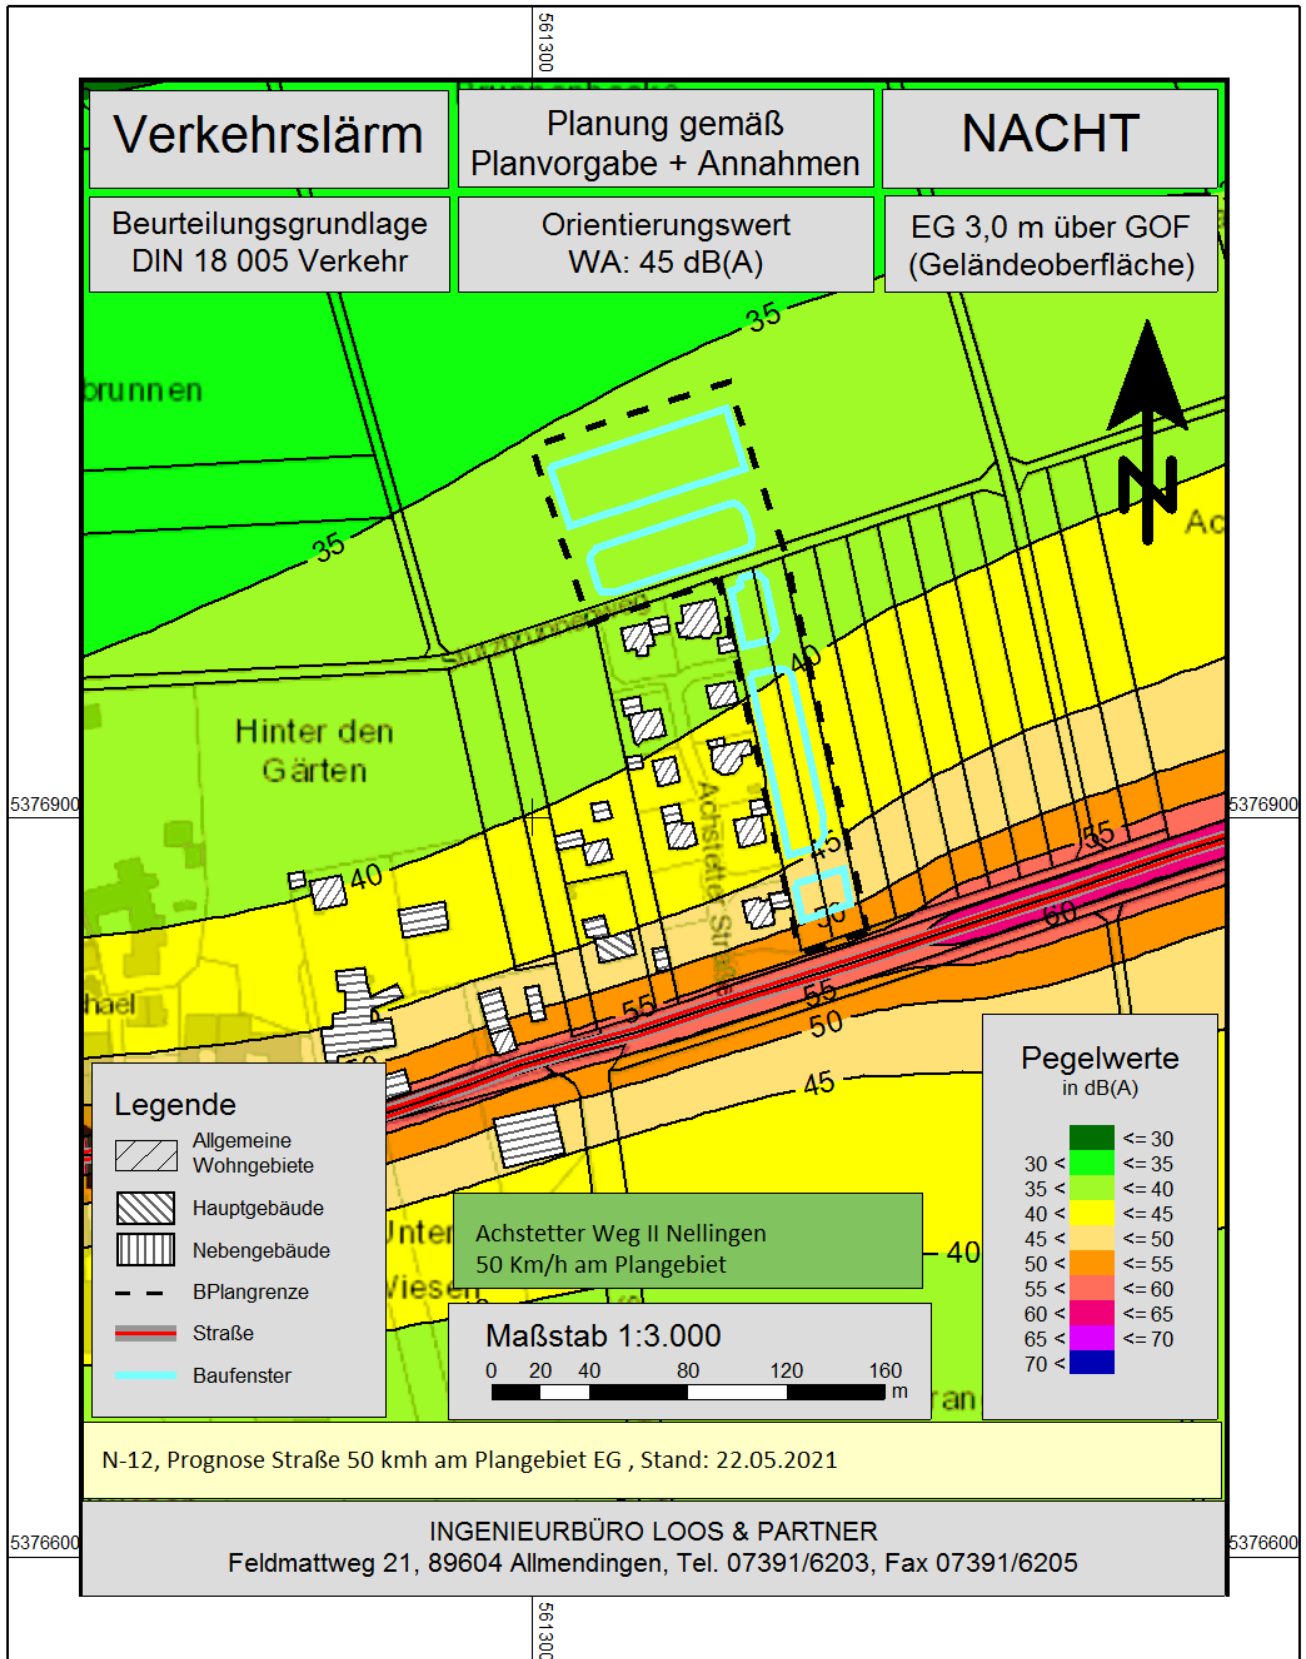 561300
Verkehrslärm
Planung gemäß
Planvorgabe + Annahmen
NACHT
Beurteilungsgrundlage
DIN 18 005 Verkehr
Orientierungswert
WA: 45 dB(A)
EG 3,0 m über GOF
(Geländeoberfläche)
35
brunnen
N
35
Ac
Sturzbrunnenweg
40
Hinter den
Gärten
5376900
5376900
Achstetter Straße
55
45
40
50
60
hael
55
55
50
45
Legende
Allgemeine
Wohngebiete
Hauptgebäude
Nebengebäude
BPlangrenze
Straße
Baufenster
Pegelwerte
in dB(A)
<= 30
30 < <= 35
35 < <= 40
40 < <= 45
45 < <= 50
50 < <= 55
55 < <= 60
60 < <= 65
65 < <= 70
70 <
Unter
Wiesen
Achstetter Weg II Nellingen
50 Km/h am Plangebiet
40
Maßstab 1:3.000
0 20 40 80 120 160
m
ran
N-12, Prognose Straße 50 kmh am Plangebiet EG , Stand: 22.05.2021
INGENIEURBÜRO LOOS & PARTNER
Feldmattweg 21, 89604 Allmendingen, Tel. 07391/6203, Fax 07391/6205
5376600
5376600
561300